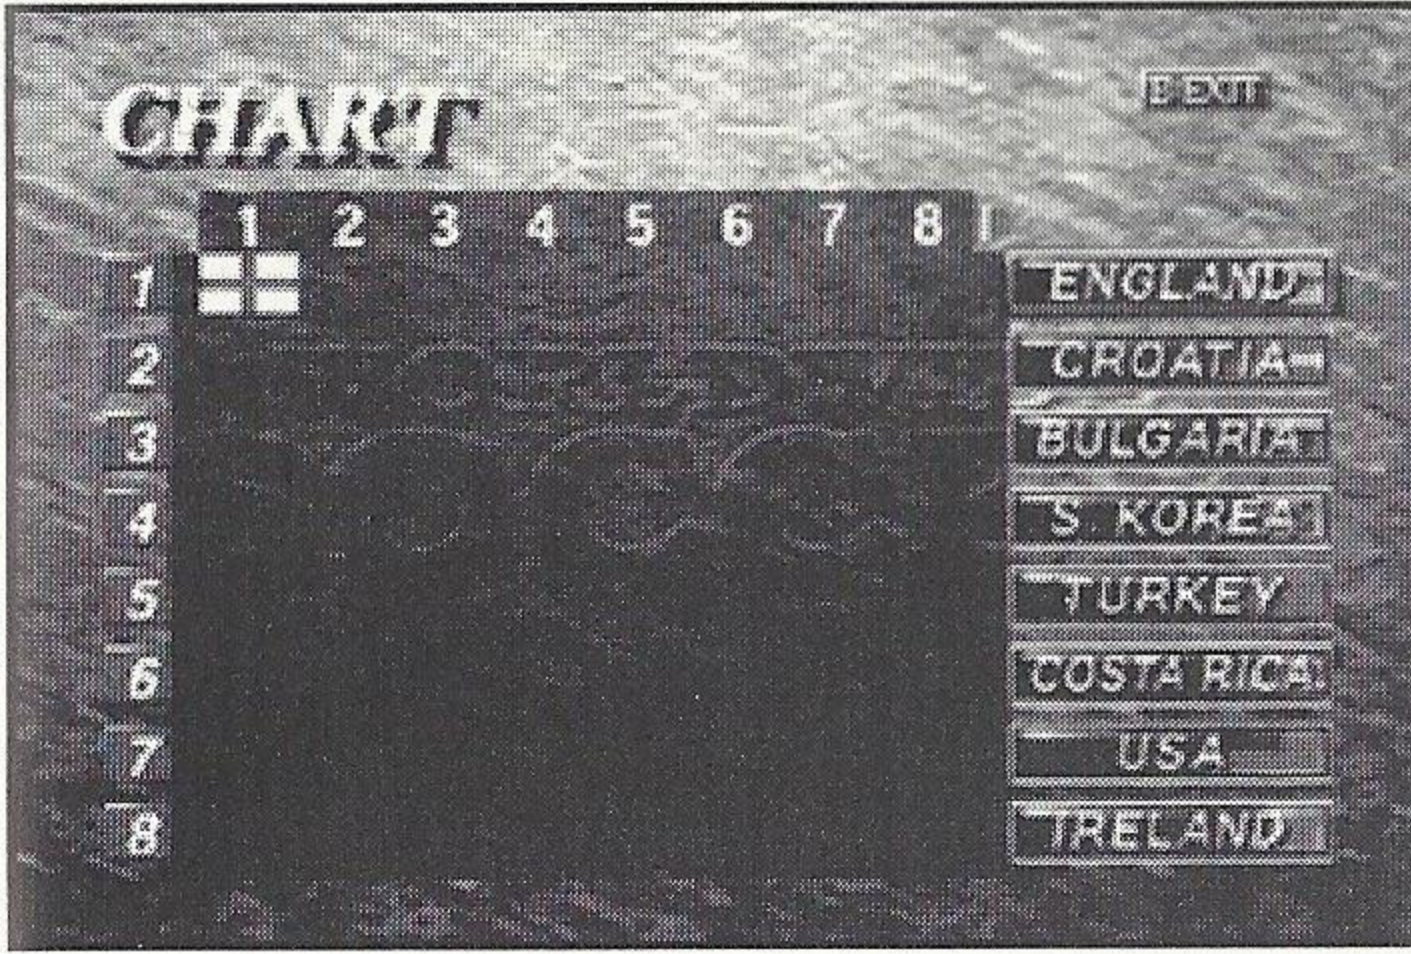 CHART
B EXIT
1 2 3 4 5 6 7 8
1 ENGLAND
2 CROATIA
3 BULGARIA
4 S. KOREA
5 TURKEY
6 COSTA RICA
7 USA
8 IRELAND